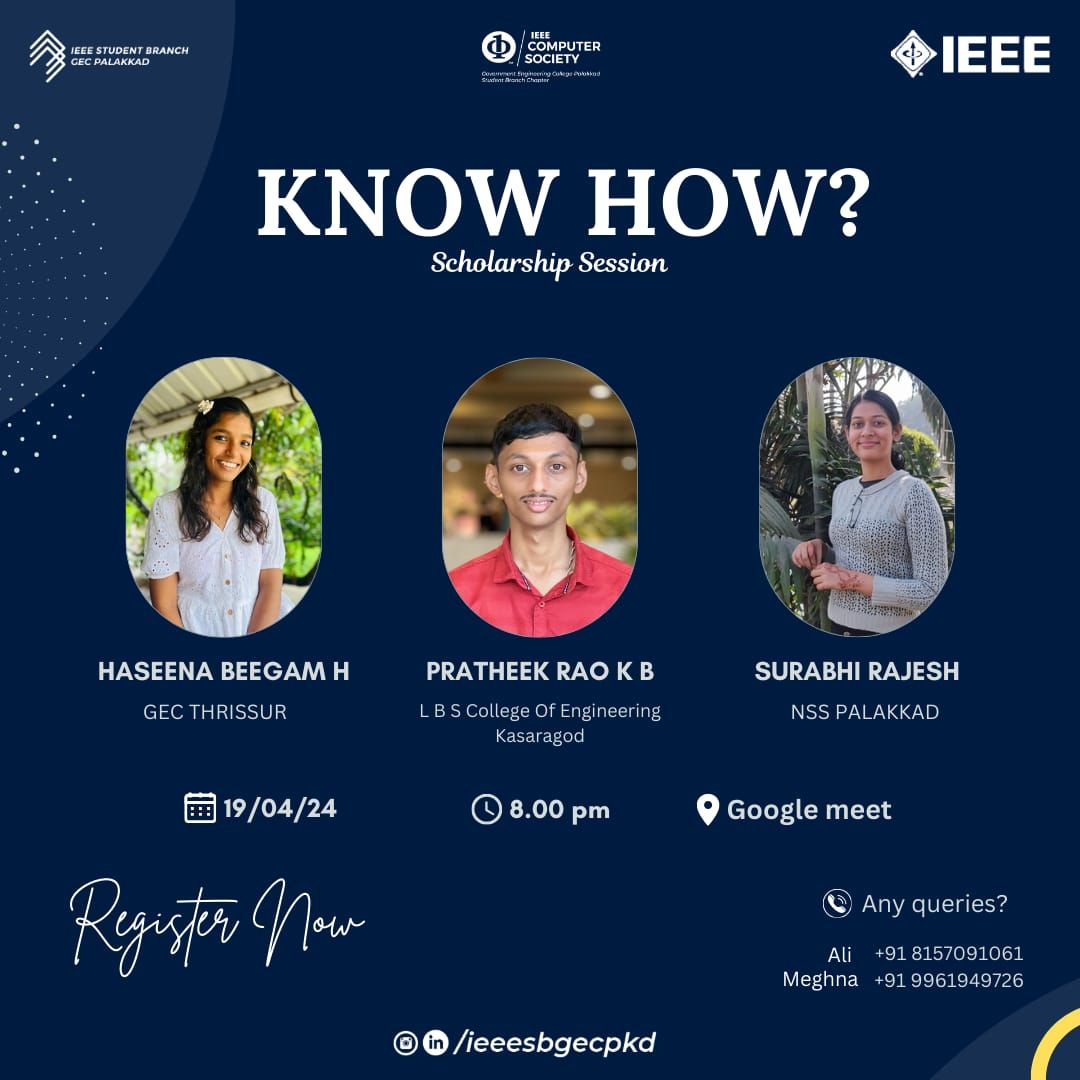 IEEE STUDENT BRANCH
GEC PALAKKAD
IEEE
COMPUTER
SOCIETY
Government Engineering College Palakkad
Student Branch Chapter
IEEE
KNOW HOW?
Scholarship Session
HASEENA BEEGAM H
GEC THRISSUR
PRATHEEK RAO K B
L B S College Of Engineering
Kasaragod
SURABHI RAJESH
NSS PALAKKAD
19/04/24
8.00 pm
Google meet
Register Now
Any queries?
Ali +91 8157091061
Meghna +91 9961949726
/ieeesbgecpkd